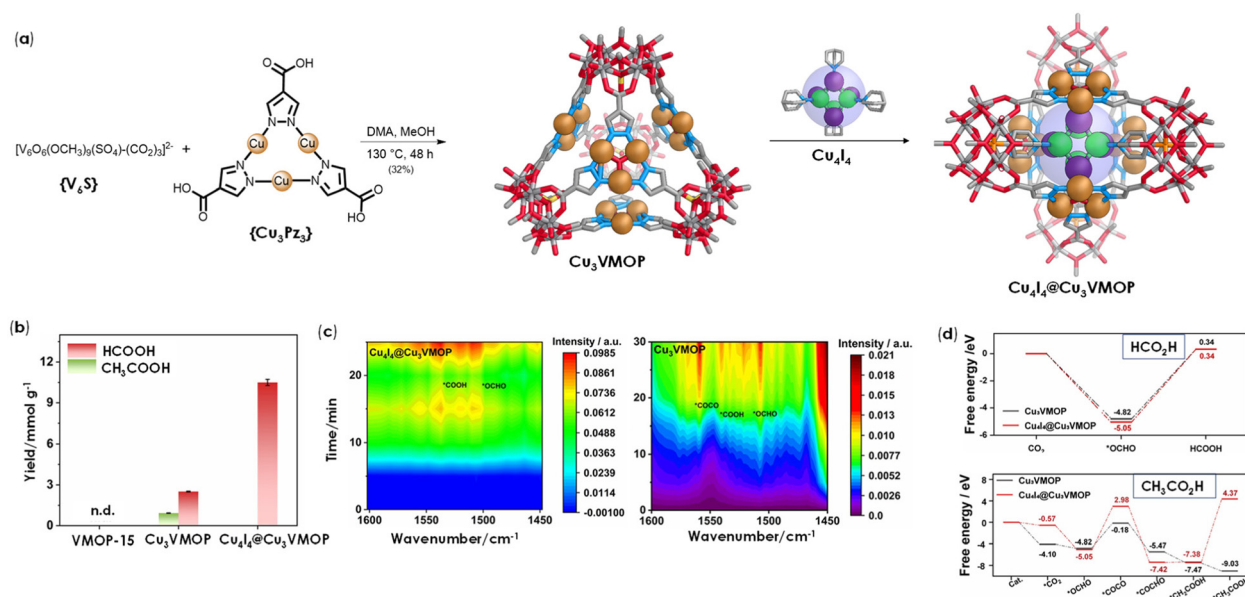 (a)
[V₆O₆(OCH₃)₉(SO₄)-(CO₂)₃]²⁻
{V₆S}
+
O
OH
N N
Cu
Cu
N N
N Cu N
HO
O
O
OH
{Cu₃Pz₃}
DMA, MeOH
130 °C, 48 h
(32%)
Cu₃VMOP
Cu₄I₄
Cu₄I₄@Cu₃VMOP
(b)
Yield/mmol g⁻¹
12
9
6
3
0
HCOOH
CH₃COOH
n.d.
VMOP-15
Cu₃VMOP
Cu₄I₄@Cu₃VMOP
(c)
Time/min
20
10
0
Cu₄I₄@Cu₃VMOP
*COOH
*OCHO
1600
1550
1500
1450
Wavenumber/cm⁻¹
Intensity / a.u.
0.0985
0.0861
0.0736
0.0612
0.0488
0.0363
0.0239
0.0114
-0.00100
30
20
10
0
Cu₃VMOP
*COCO
*COOH
*OCHO
1600
1550
1500
1450
Wavenumber/cm⁻¹
Intensity / a.u.
0.021
0.018
0.016
0.013
0.010
0.0078
0.0052
0.0026
0.0
(d)
Free energy /eV
0
-2
-4
-6
HCO₂H
0.34
0.34
Cu₃VMOP
Cu₄I₄@Cu₃VMOP
-4.82
-5.05
CO₂
*OCHO
HCOOH
Free energy / eV
4
0
-4
-8
Cu₃VMOP
Cu₄I₄@Cu₃VMOP
CH₃CO₂H
-0.57
-4.10
-4.82
-5.05
2.98
-0.18
-5.47
-7.42
-7.38
-7.47
4.37
-9.03
Cat.
*CO₂
*OCHO
*COCO
*COCHO
*CH₃COOH